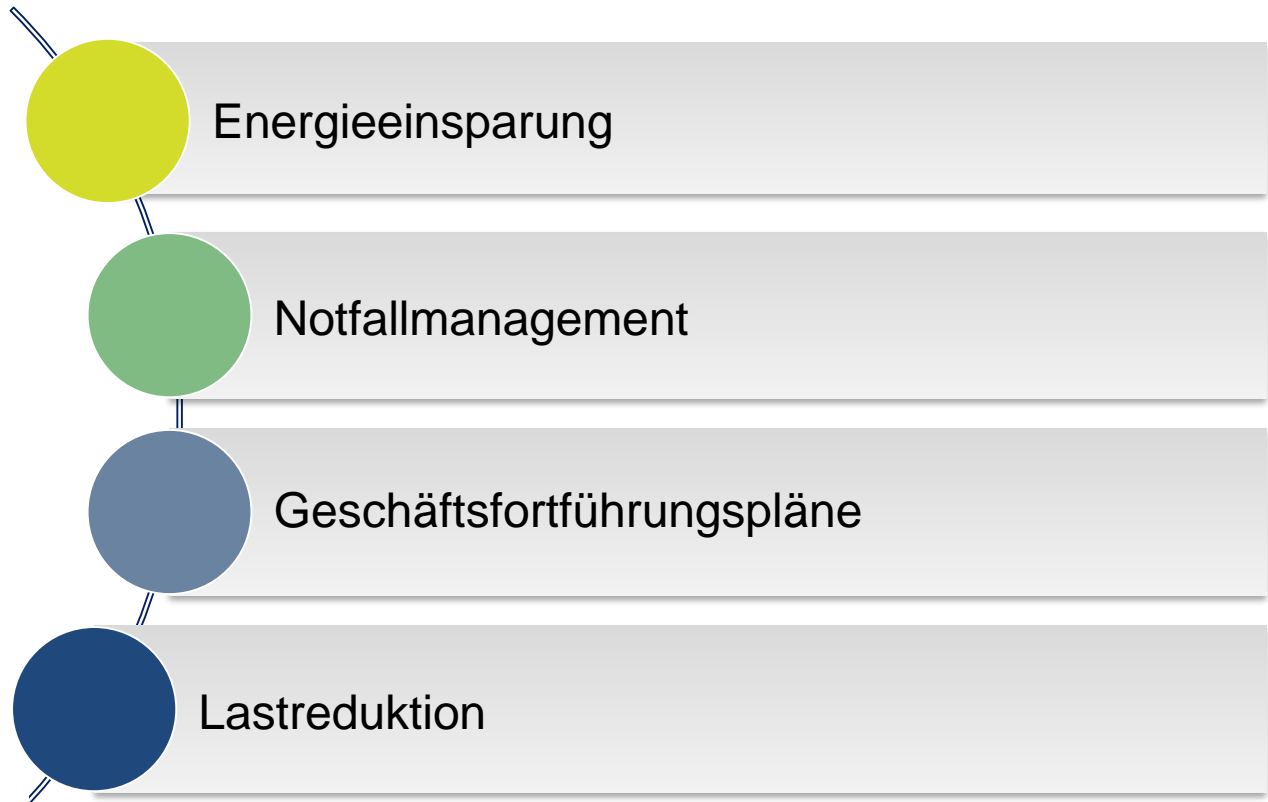 Energieeinsparung
Notfallmanagement
Geschäftsfortführungspläne
Lastreduktion